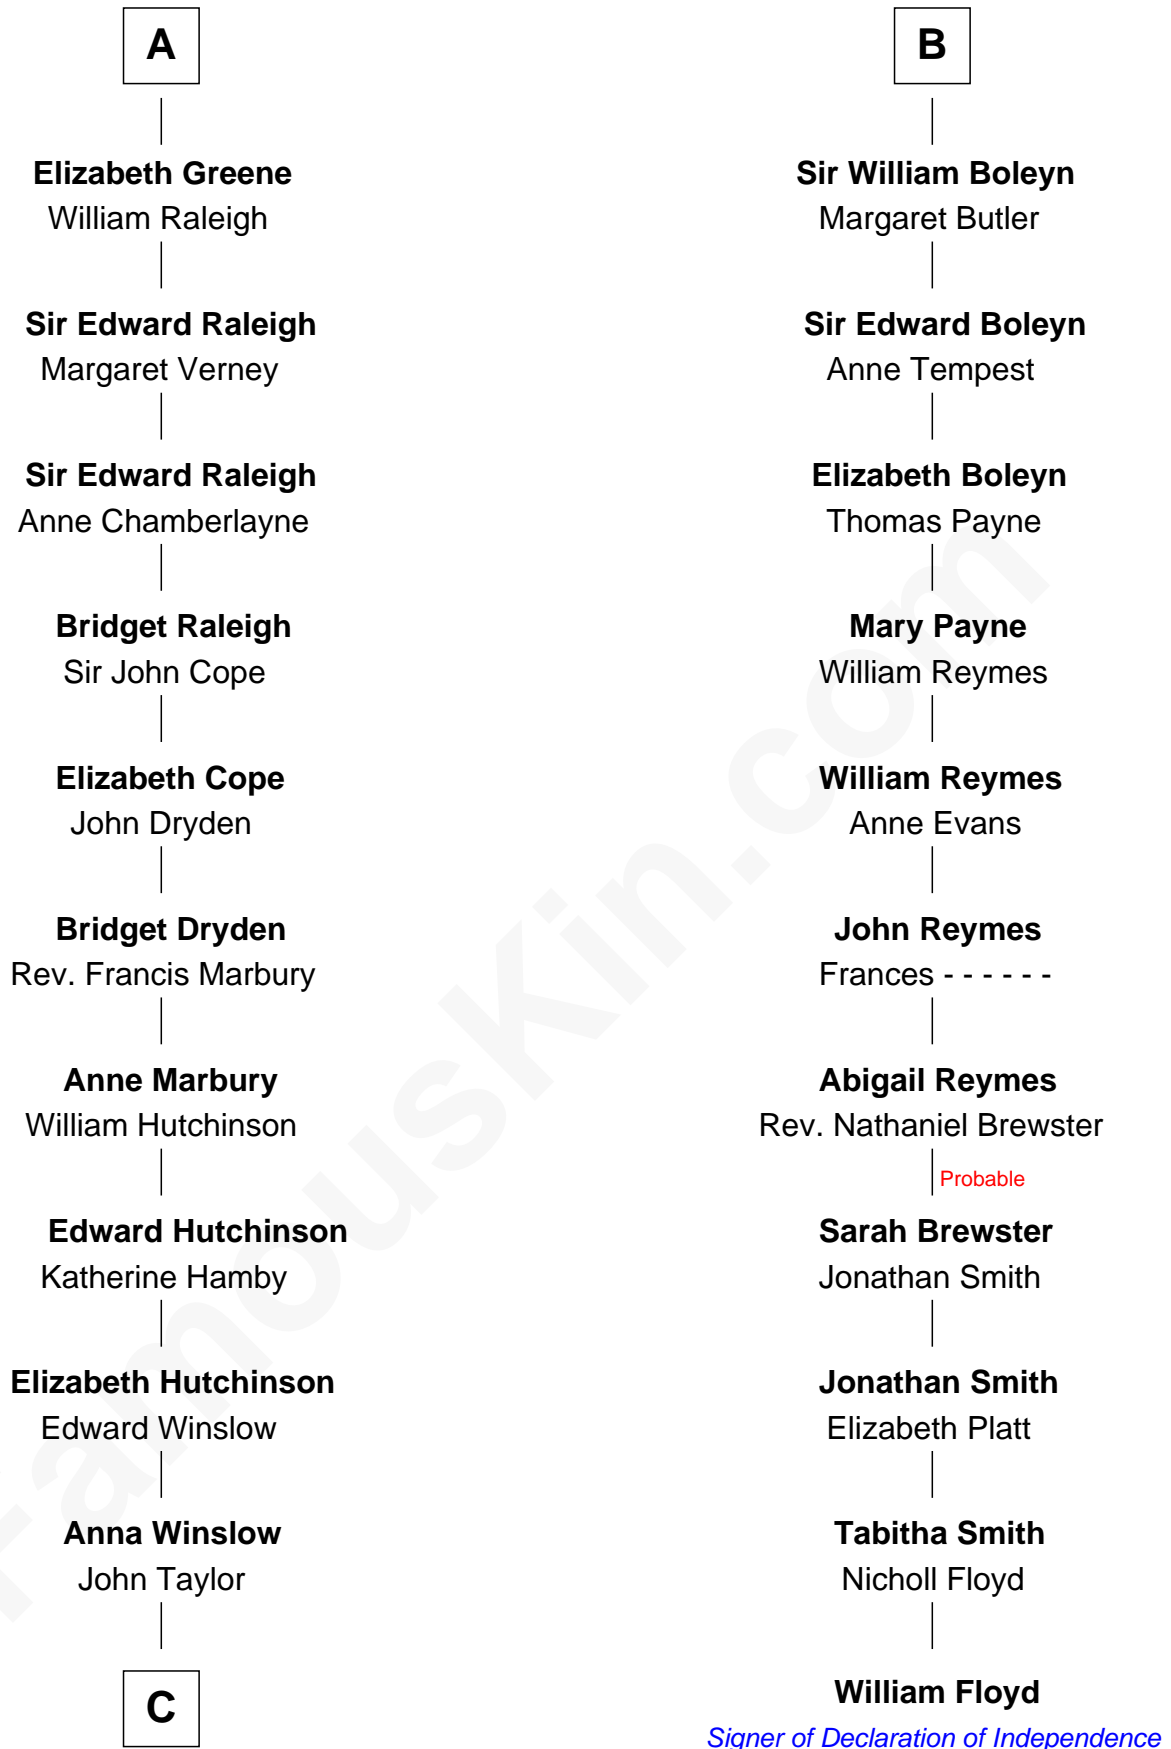 A
Elizabeth Greene
William Raleigh
Sir Edward Raleigh
Margaret Verney
Sir Edward Raleigh
Anne Chamberlayne
Bridget Raleigh
Sir John Cope
Elizabeth Cope
John Dryden
Bridget Dryden
Rev. Francis Marbury
Anne Marbury
William Hutchinson
Edward Hutchinson
Katherine Hamby
Elizabeth Hutchinson
Edward Winslow
Anna Winslow
John Taylor
C
B
Sir William Boleyn
Margaret Butler
Sir Edward Boleyn
Anne Tempest
Elizabeth Boleyn
Thomas Payne
Mary Payne
William Reymes
William Reymes
Anne Evans
John Reymes
Frances - - - - - -
Abigail Reymes
Rev. Nathaniel Brewster
Probable
Sarah Brewster
Jonathan Smith
Jonathan Smith
Elizabeth Platt
Tabitha Smith
Nicholl Floyd
William Floyd
Signer of Declaration of Independence
FamousKin.com